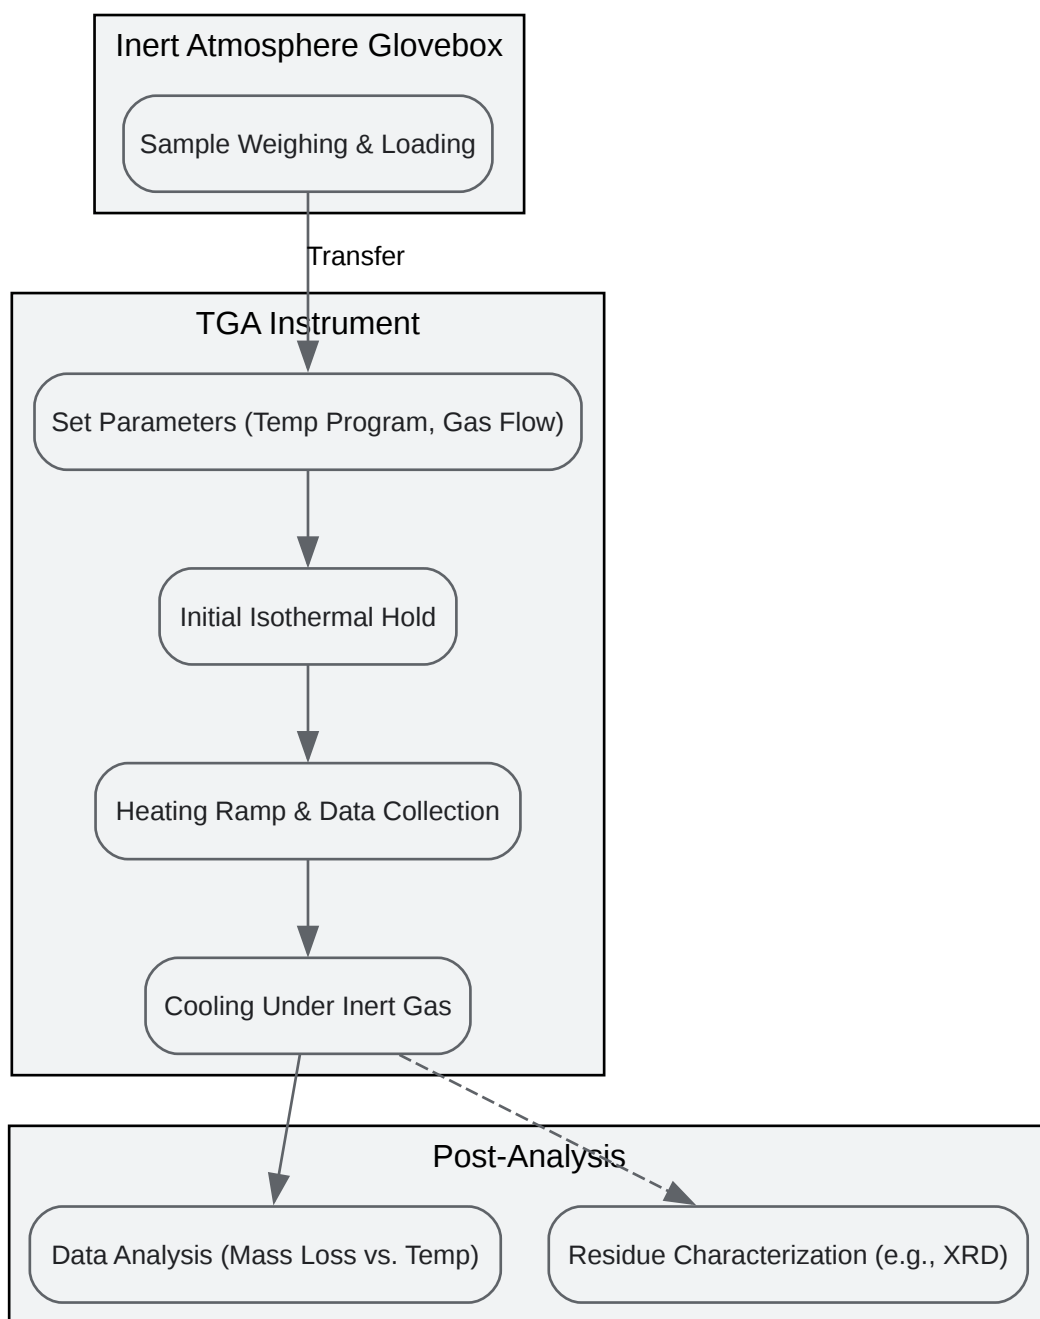 Inert Atmosphere Glovebox
Sample Weighing & Loading
Transfer
TGA Instrument
Set Parameters (Temp Program, Gas Flow)
Initial Isothermal Hold
Heating Ramp & Data Collection
Cooling Under Inert Gas
Post-Analysis
Data Analysis (Mass Loss vs. Temp)
Residue Characterization (e.g., XRD)